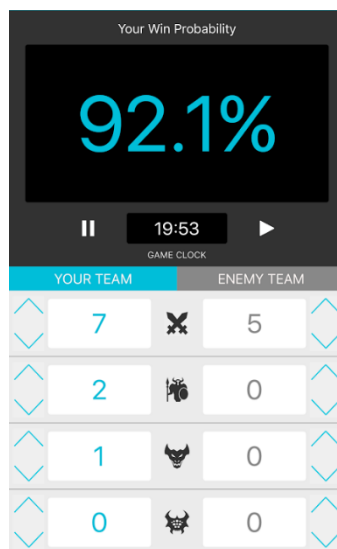 Your Win Probability
92.1%
19:53
GAME CLOCK
YOUR TEAM ENEMY TEAM
7 5
2 0
1 0
0 0